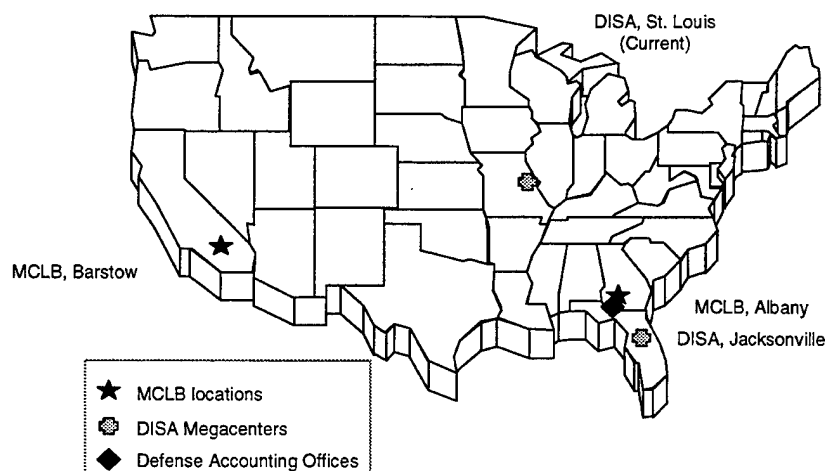 DISA, St. Louis
(Current)
MCLB, Barstow
MCLB, Albany
DISA, Jacksonville
MCLB locations
DISA Megacenters
Defense Accounting Offices